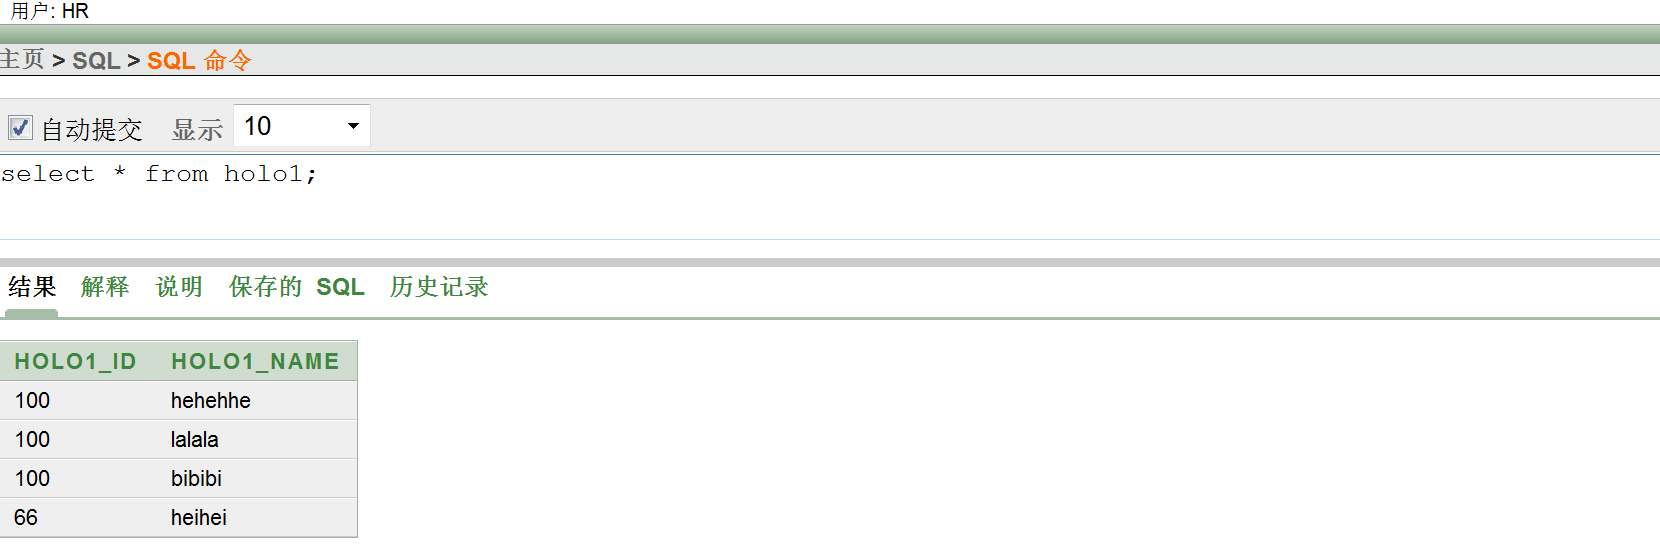 用户: HR
主页 > SQL > SQL 命令
自动提交 显示 10
select * from holo1;
结果 解释 说明 保存的 SQL 历史记录
HOLO1_ID HOLO1_NAME
100 hehehhe
100 lalala
100 bibibi
66 heihei